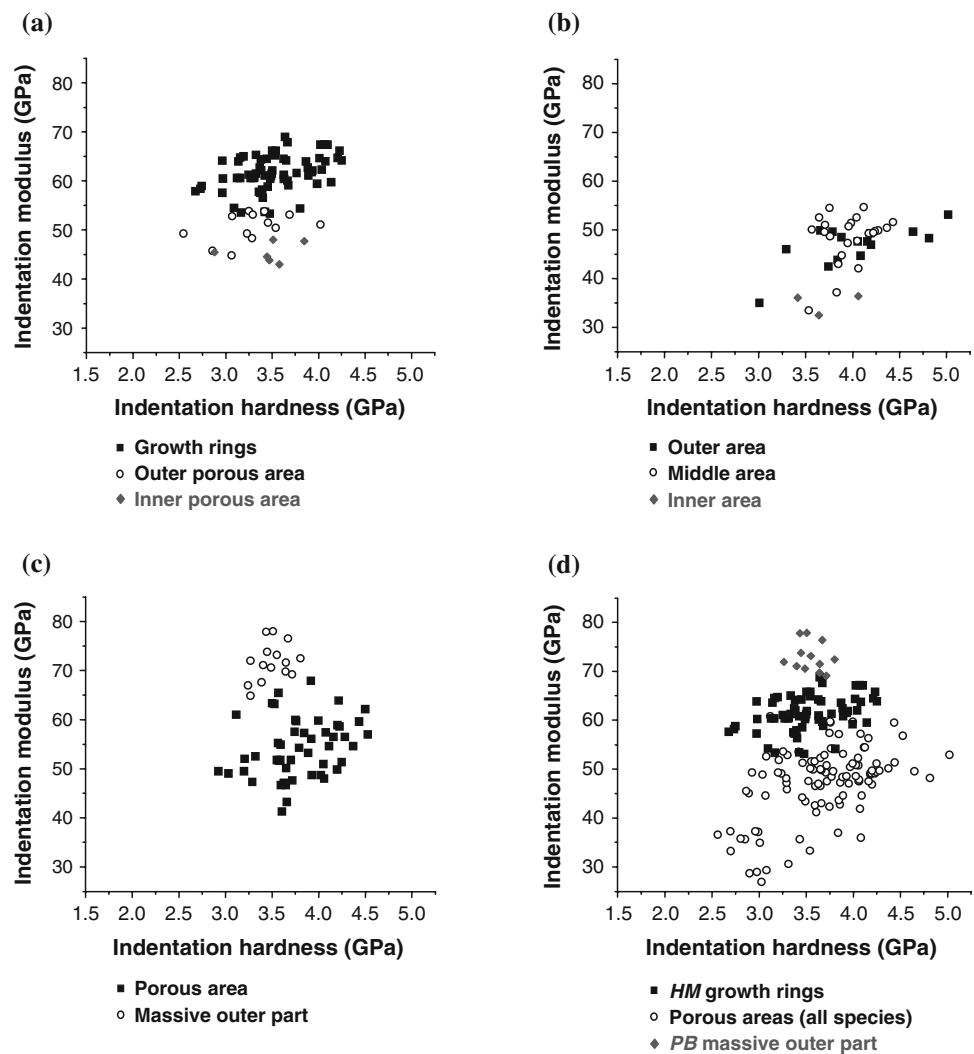 (a)
Indentation modulus (GPa)
80
70
60
50
40
30
1.5 2.0 2.5 3.0 3.5 4.0 4.5 5.0
Indentation hardness (GPa)
Growth rings
Outer porous area
Inner porous area
(b)
Indentation modulus (GPa)
80
70
60
50
40
30
1.5 2.0 2.5 3.0 3.5 4.0 4.5 5.0
Indentation hardness (GPa)
Outer area
Middle area
Inner area
(c)
Indentation modulus (GPa)
80
70
60
50
40
30
1.5 2.0 2.5 3.0 3.5 4.0 4.5 5.0
Indentation hardness (GPa)
Porous area
Massive outer part
(d)
Indentation modulus (GPa)
80
70
60
50
40
30
1.5 2.0 2.5 3.0 3.5 4.0 4.5 5.0
Indentation hardness (GPa)
HM growth rings
Porous areas (all species)
PB massive outer part